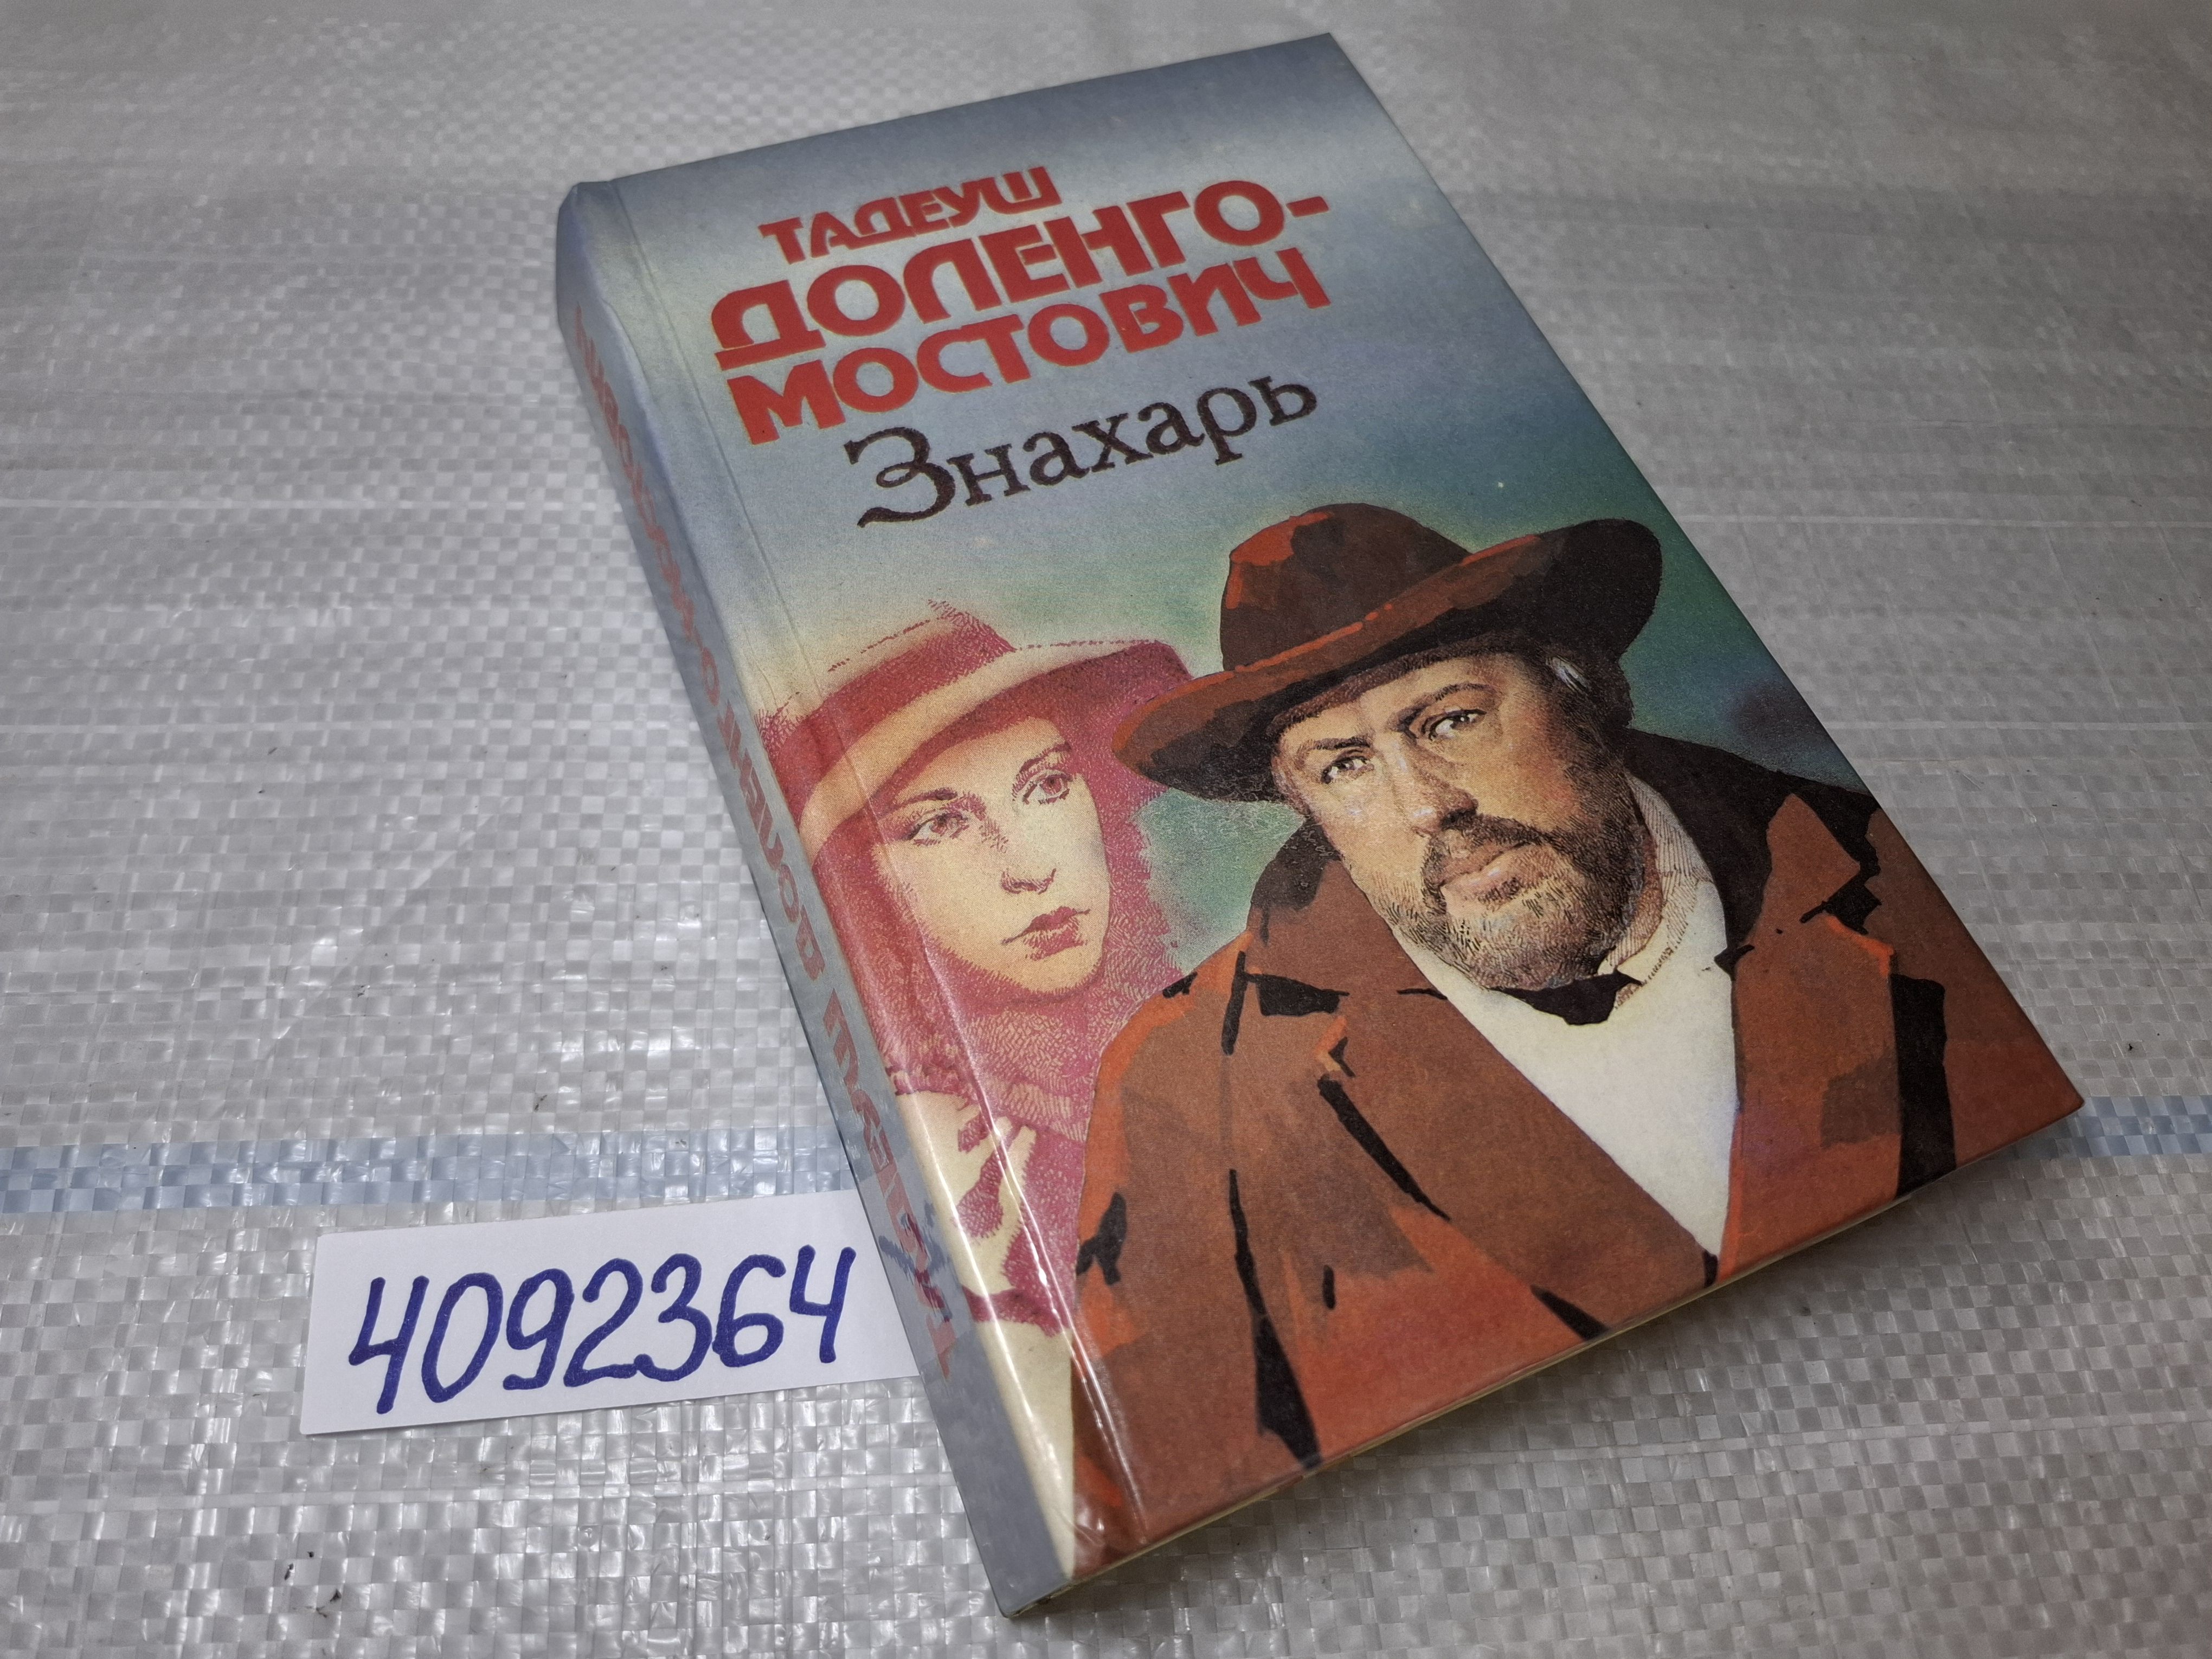 ТАДЕУШ
ДОЛЕНГО-
МОСТОВИЧ
Знахарь
4092364